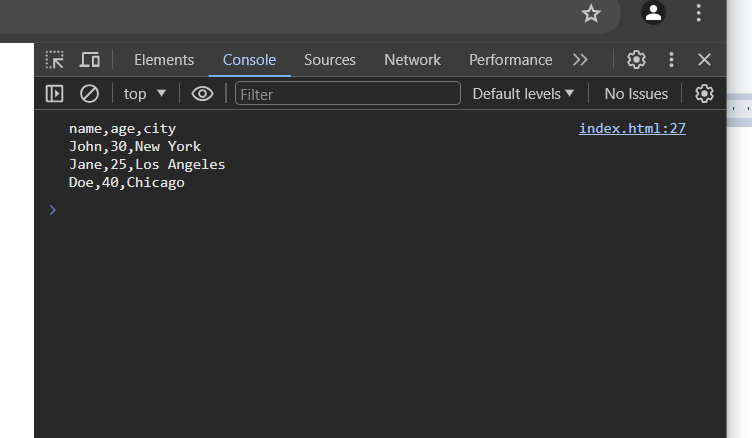 Elements Console Sources Network Performance
top Filter Default levels No Issues
name,age,city index.html:27
John,30,New York
Jane,25,Los Angeles
Doe,40,Chicago